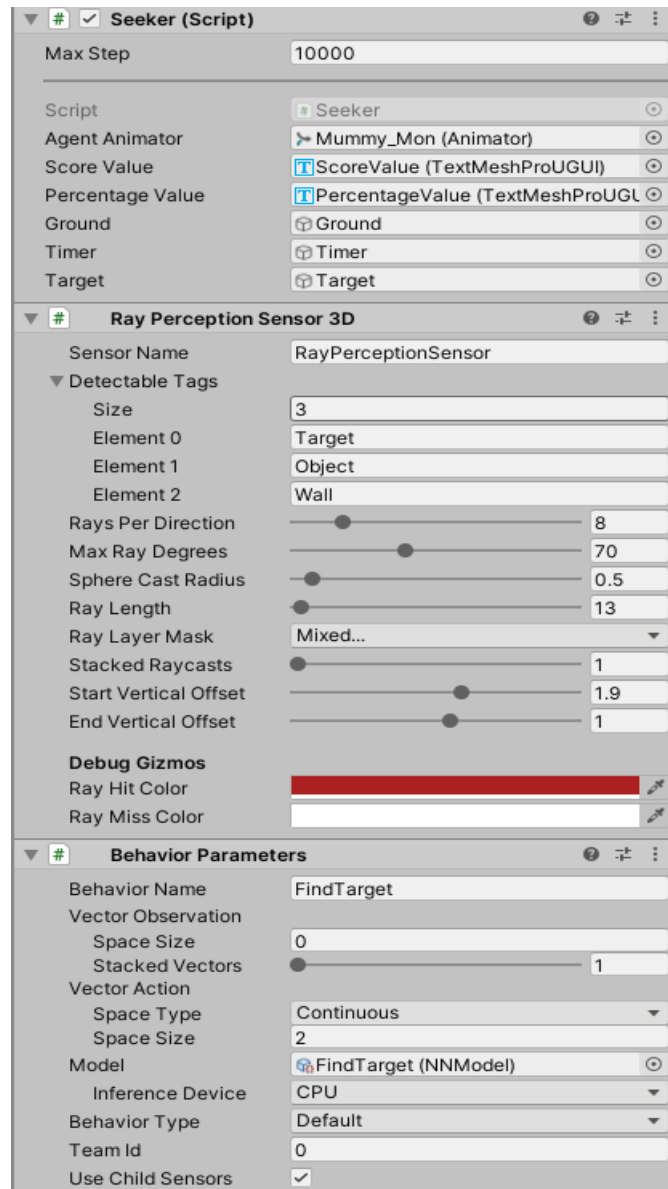 # Seeker (Script)
Max Step 10000
Script # Seeker
Agent Animator Mummy_Mon (Animator)
Score Value T ScoreValue (TextMeshProUGUI)
Percentage Value T PercentageValue (TextMeshProUGU
Ground Ground
Timer Timer
Target Target
# Ray Perception Sensor 3D
Sensor Name RayPerceptionSensor
Detectable Tags
Size 3
Element 0 Target
Element 1 Object
Element 2 Wall
Rays Per Direction 8
Max Ray Degrees 70
Sphere Cast Radius 0.5
Ray Length 13
Ray Layer Mask Mixed...
Stacked Raycasts 1
Start Vertical Offset 1.9
End Vertical Offset 1
Debug Gizmos
Ray Hit Color
Ray Miss Color
# Behavior Parameters
Behavior Name FindTarget
Vector Observation
Space Size 0
Stacked Vectors 1
Vector Action
Space Type Continuous
Space Size 2
Model FindTarget (NNModel)
Inference Device CPU
Behavior Type Default
Team Id 0
Use Child Sensors